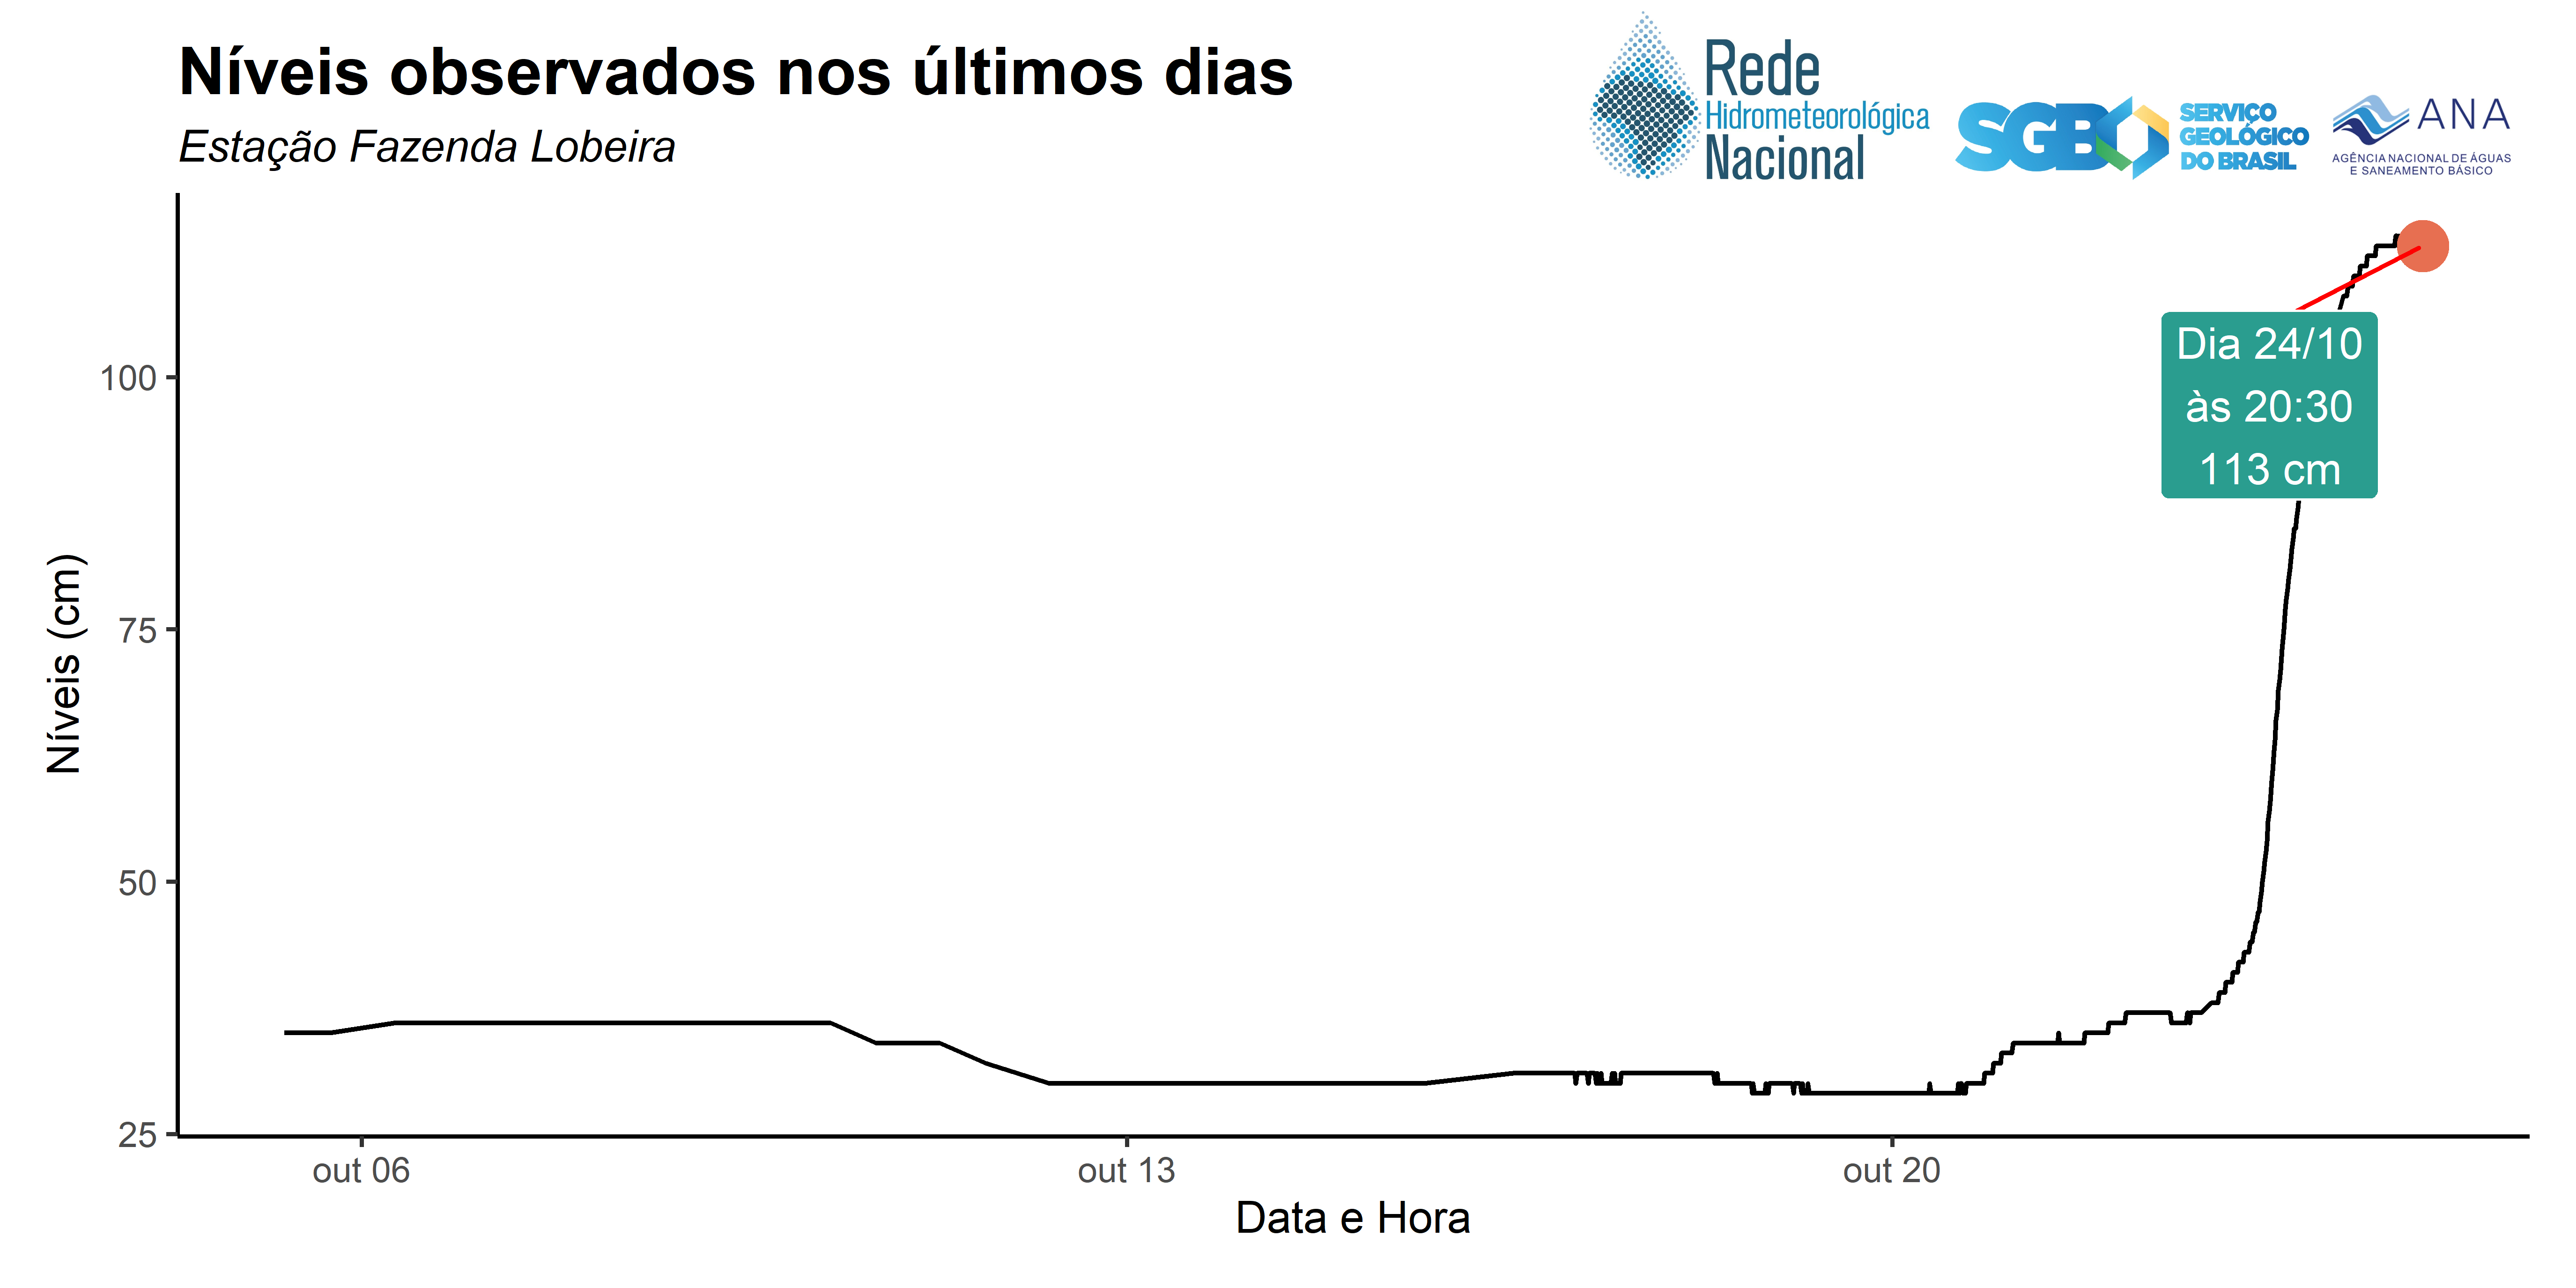 Níveis observados nos últimos dias
Estação Fazenda Lobeira
Rede
Hidrometeorológica
Nacional
SGB
SERVIÇO
GEOLÓGICO
DO BRASIL
ANA
AGÊNCIA NACIONAL DE ÁGUAS
E SANEAMENTO BÁSICO
Níveis (cm)
100
75
50
25
Dia 24/10
às 20:30
113 cm
out 06
out 13
out 20
Data e Hora